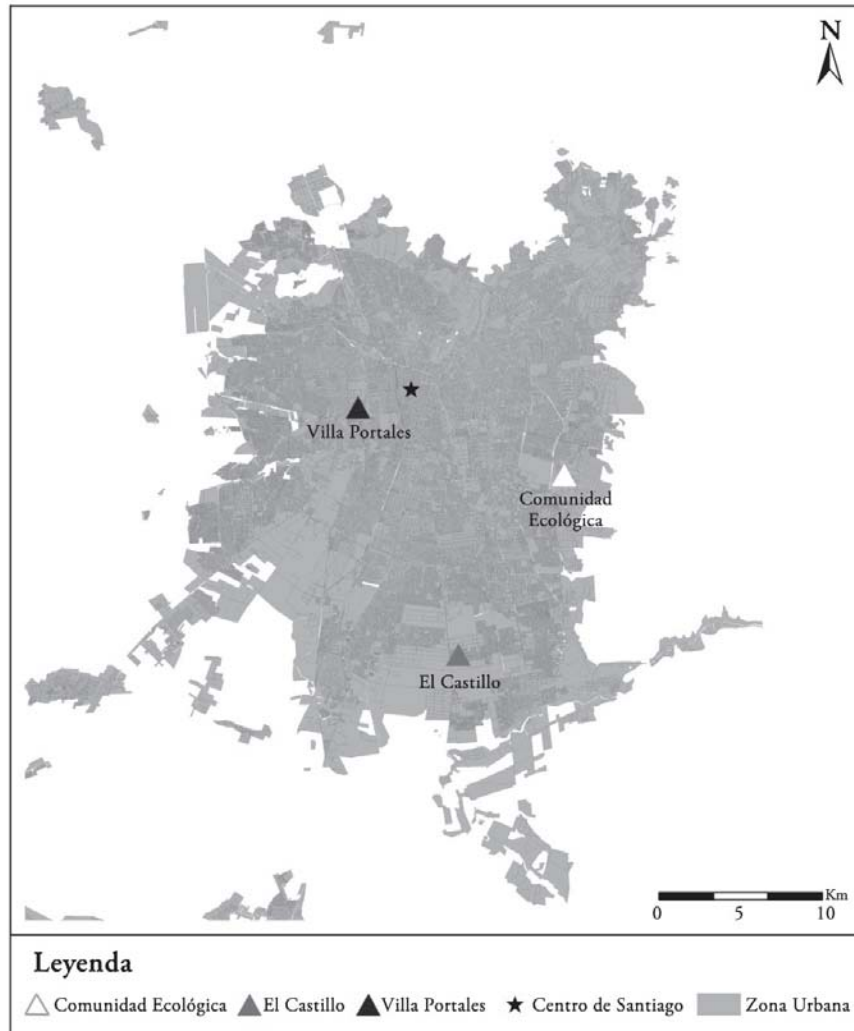 N
Villa Portales
Comunidad
Ecológica
El Castillo
Km
0 5 10
Leyenda
Comunidad Ecológica El Castillo Villa Portales Centro de Santiago Zona Urbana